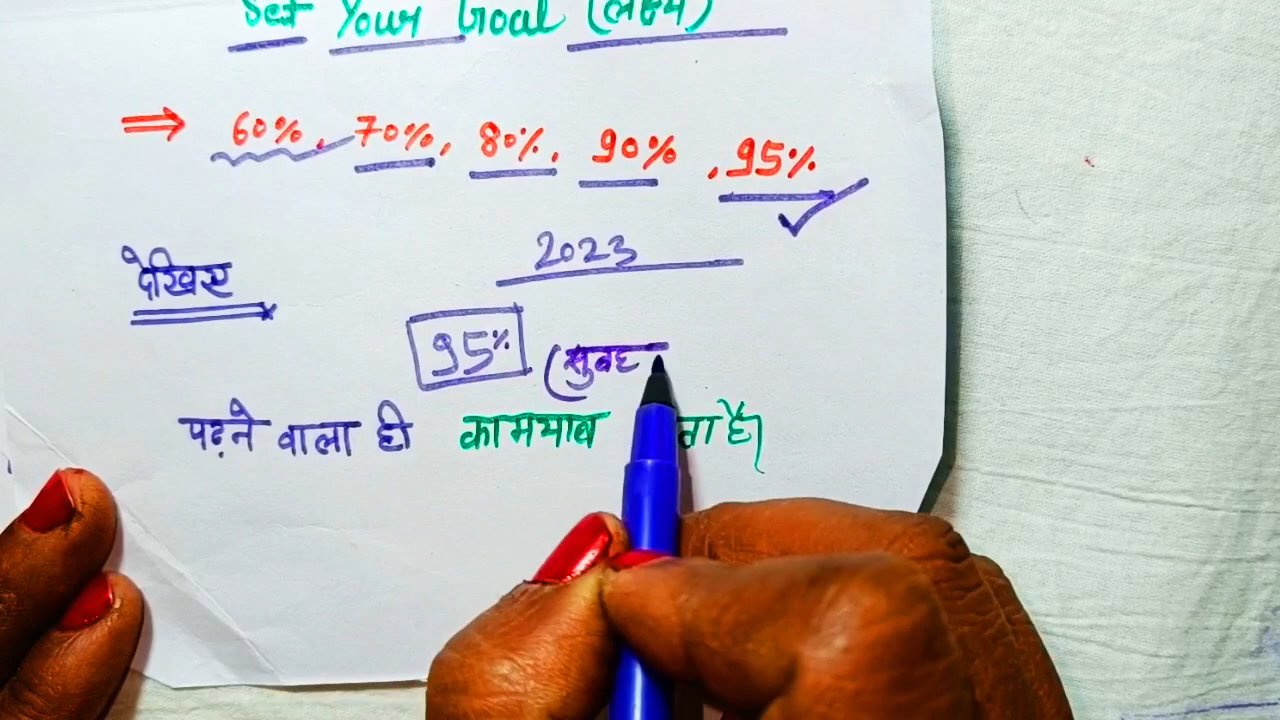 Set Your Goal (लक्ष्य)
⇒ 60%, 70%, 80%, 90%, 95%
2023
देखिए
95% (सुबह
पढ़ने वाला ही कामयाब ता है।